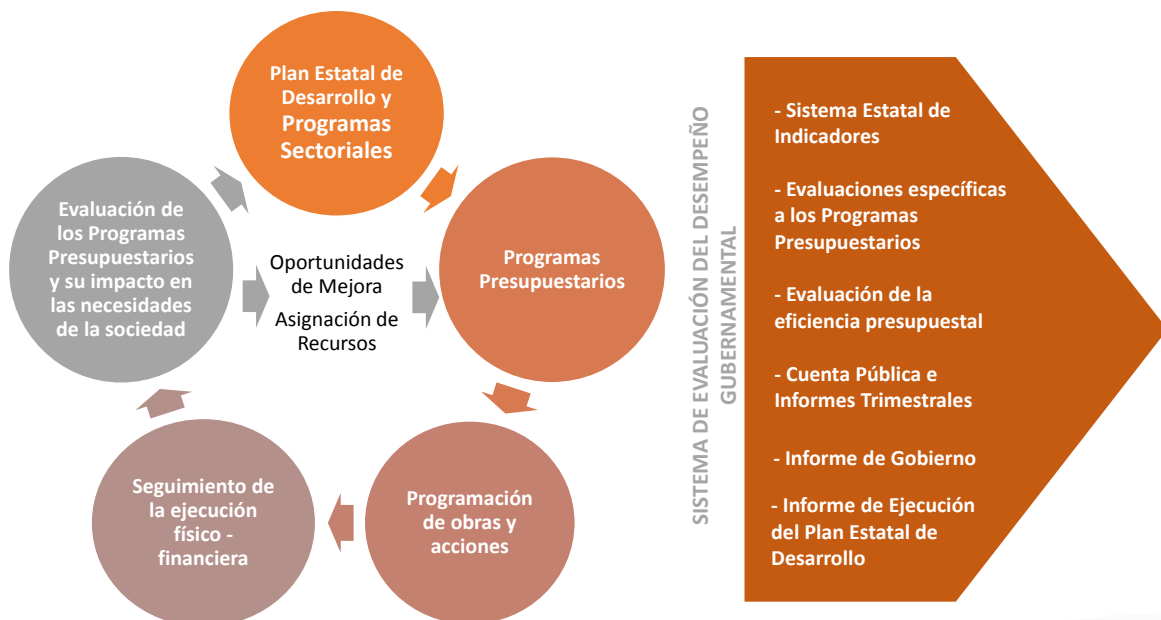 Plan Estatal de
Desarrollo y
Programas
Sectoriales
Evaluación de
los Programas
Presupuestarios
y su impacto en
las necesidades
de la sociedad
Oportunidades
de Mejora
Asignación de
Recursos
Programas
Presupuestarios
Seguimiento de
la ejecución
físico -
financiera
Programación
de obras y
acciones
SISTEMA DE EVALUACIÓN DEL DESEMPEÑO
GUBERNAMENTAL
- Sistema Estatal de
Indicadores
- Evaluaciones específicas
a los Programas
Presupuestarios
- Evaluación de la
eficiencia presupuestal
- Cuenta Pública e
Informes Trimestrales
- Informe de Gobierno
- Informe de Ejecución
del Plan Estatal de
Desarrollo